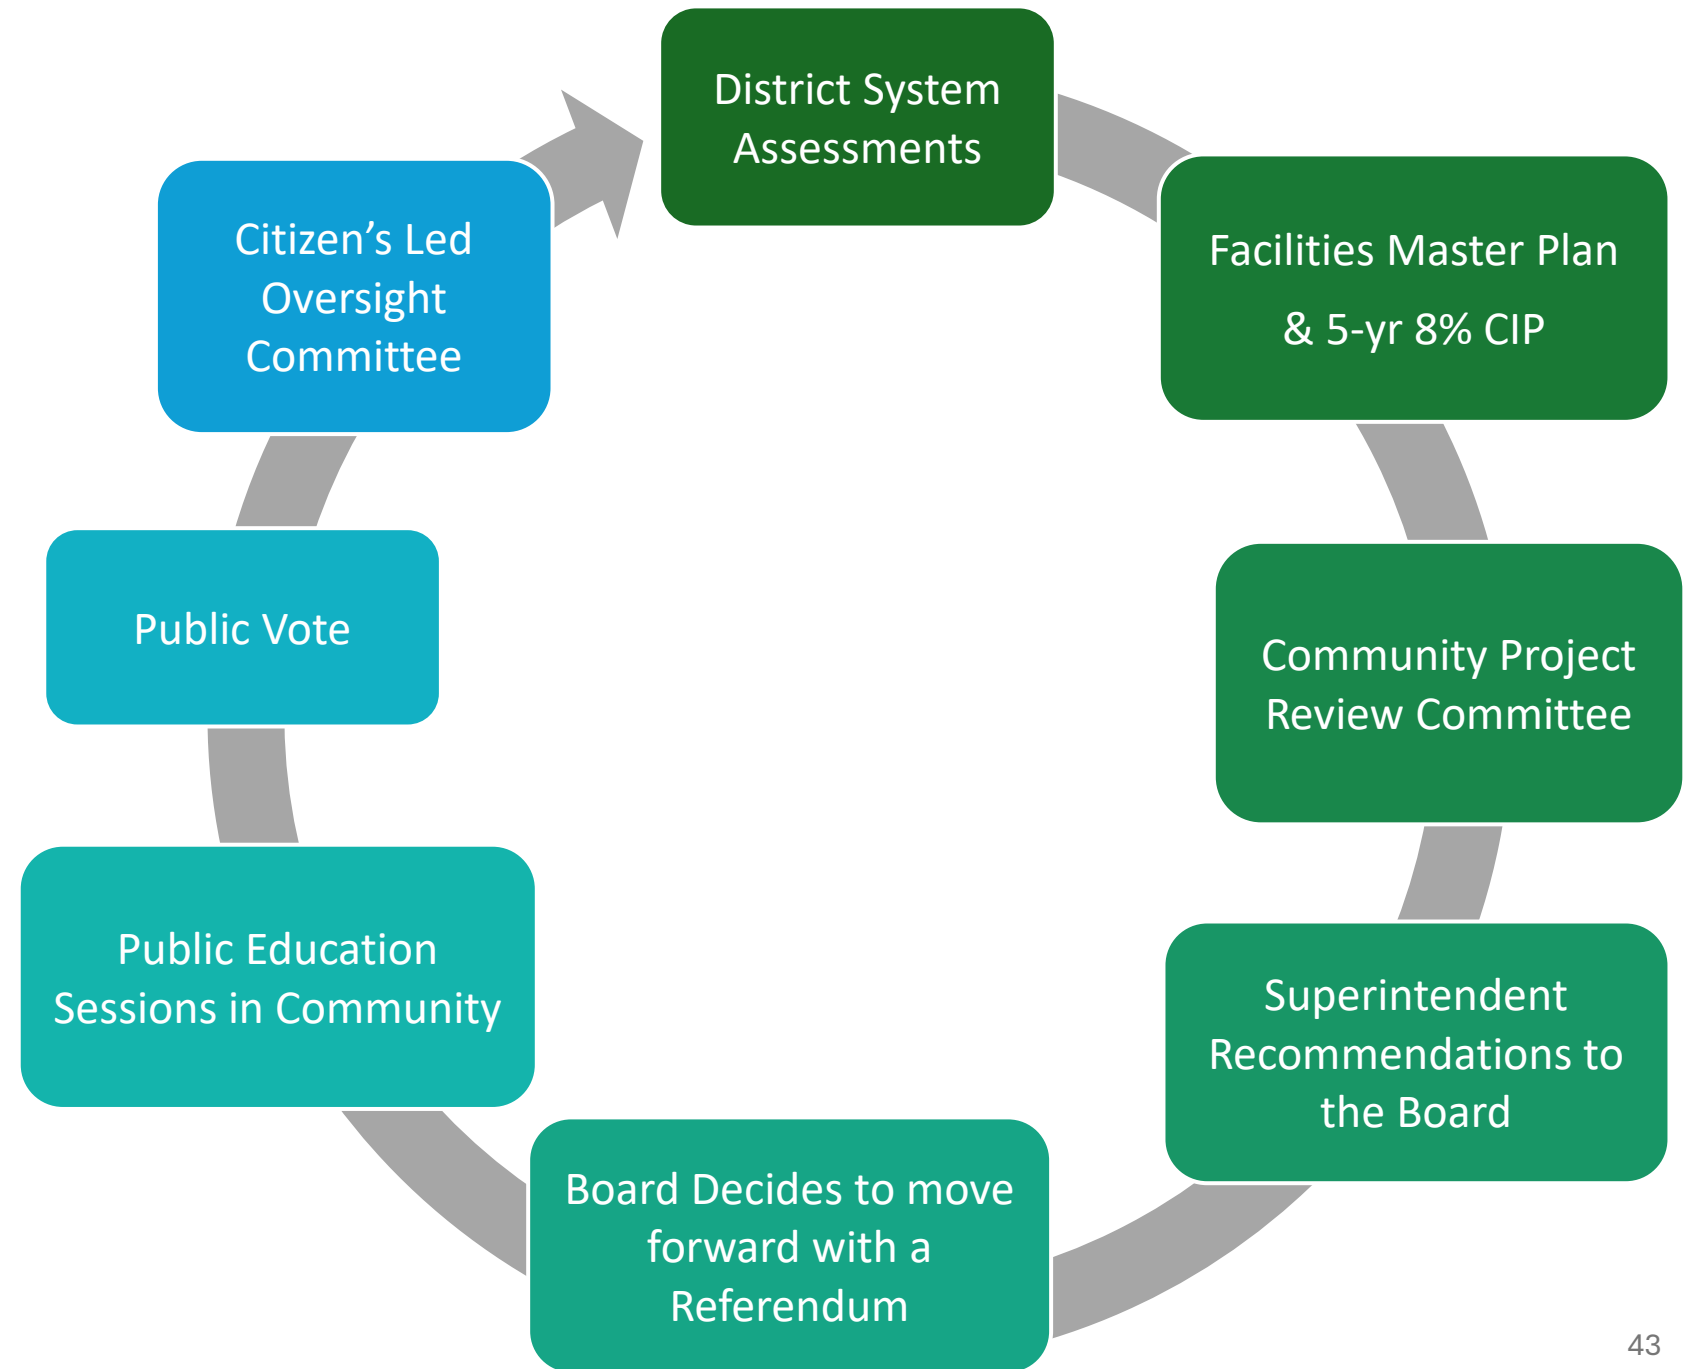 District System
Assessments
Facilities Master Plan
& 5-yr 8% CIP
Community Project
Review Committee
Superintendent
Recommendations to
the Board
Board Decides to move
forward with a
Referendum
Public Education
Sessions in Community
Public Vote
Citizen’s Led
Oversight
Committee
43